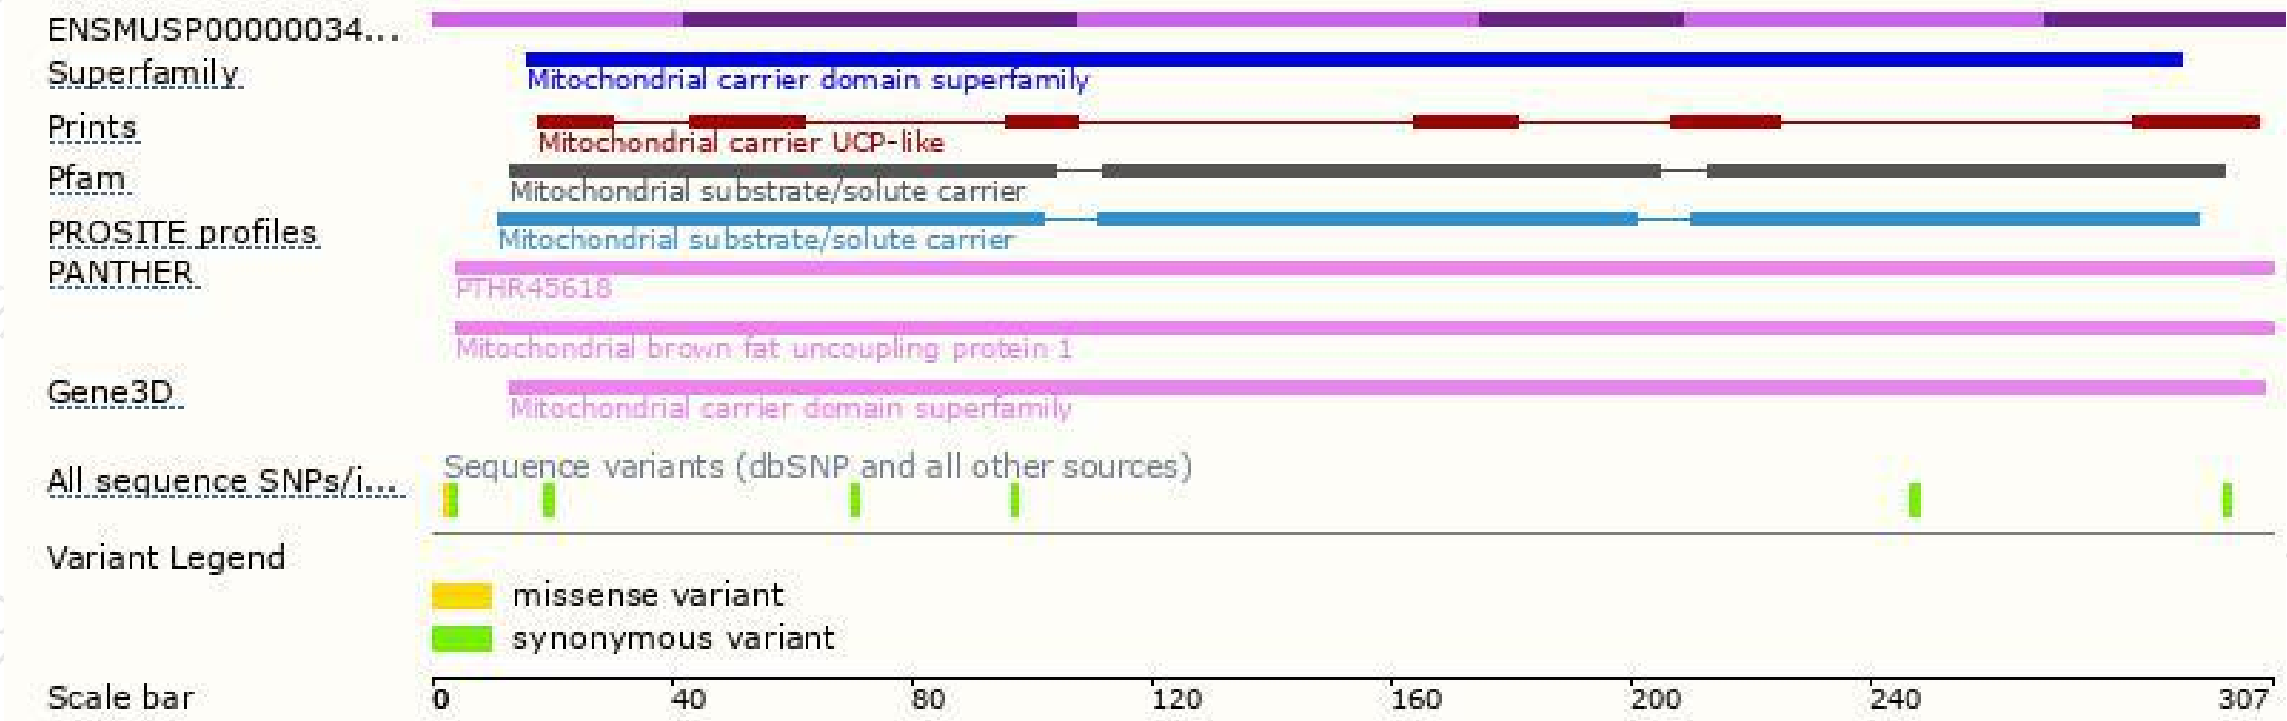 ENSMUSP00000034...
Superfamily
Mitochondrial carrier domain superfamily
Prints
Mitochondrial carrier UCP-like
Pfam
Mitochondrial substrate/solute carrier
PROSITE profiles
Mitochondrial substrate/solute carrier
PANTHER
PTHR45618
Mitochondrial brown fat uncoupling protein 1
Gene3D
Mitochondrial carrier domain superfamily
All sequence SNPs/i...
Sequence variants (dbSNP and all other sources)
Variant Legend
missense variant
synonymous variant
Scale bar
0 40 80 120 160 200 240 307